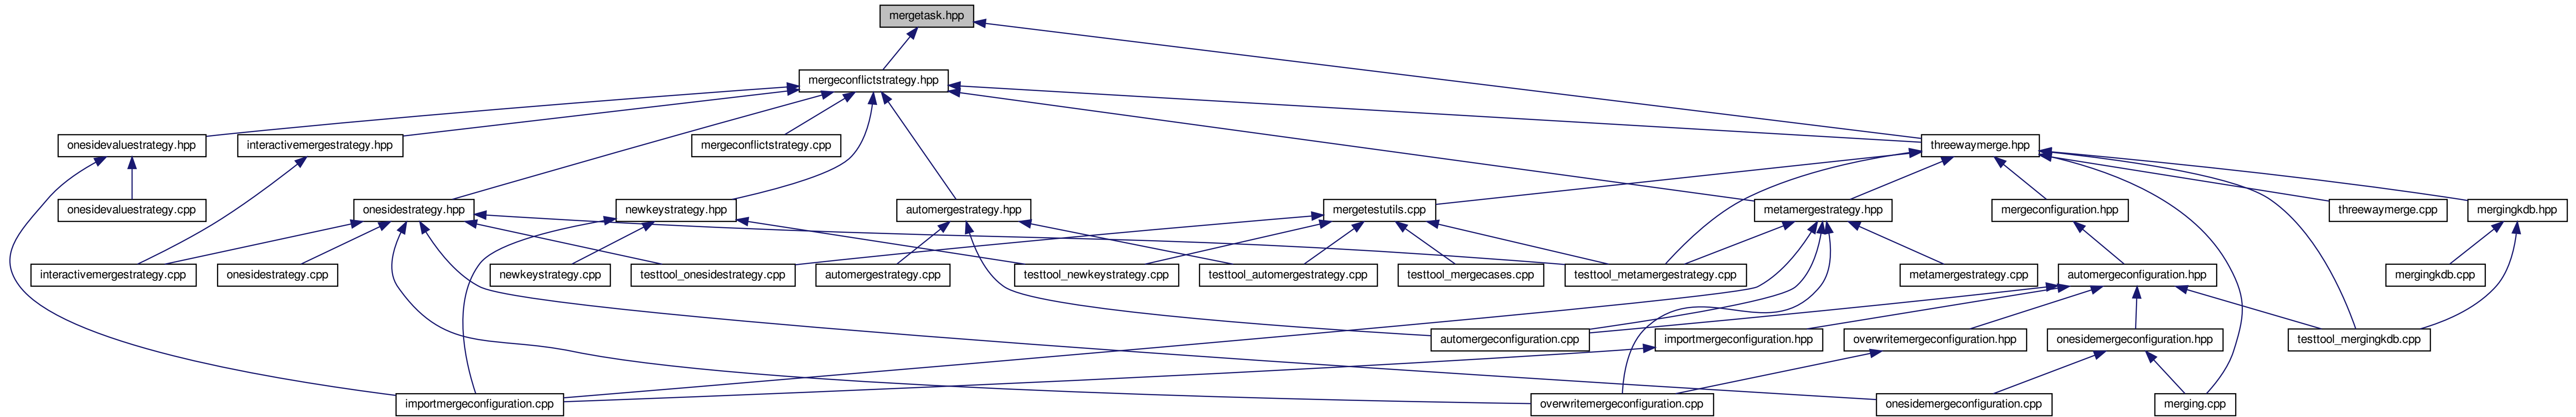 mergetask.hpp
mergeconflictstrategy.hpp
onesidevaluestrategy.hpp
interactivemergestrategy.hpp
mergeconflictstrategy.cpp
threewaymerge.hpp
onesidevaluestrategy.cpp
onesidestrategy.hpp
newkeystrategy.hpp
automergestrategy.hpp
mergetestutils.cpp
metamergestrategy.hpp
mergeconfiguration.hpp
threewaymerge.cpp
mergingkdb.hpp
interactivemergestrategy.cpp
onesidestrategy.cpp
newkeystrategy.cpp
testtool_onesidestrategy.cpp
automergestrategy.cpp
testtool_newkeystrategy.cpp
testtool_automergestrategy.cpp
testtool_mergecases.cpp
testtool_metamergestrategy.cpp
metamergestrategy.cpp
automergeconfiguration.hpp
mergingkdb.cpp
automergeconfiguration.cpp
importmergeconfiguration.hpp
overwritemergeconfiguration.hpp
onesidemergeconfiguration.hpp
testtool_mergingkdb.cpp
importmergeconfiguration.cpp
overwritemergeconfiguration.cpp
onesidemergeconfiguration.cpp
merging.cpp